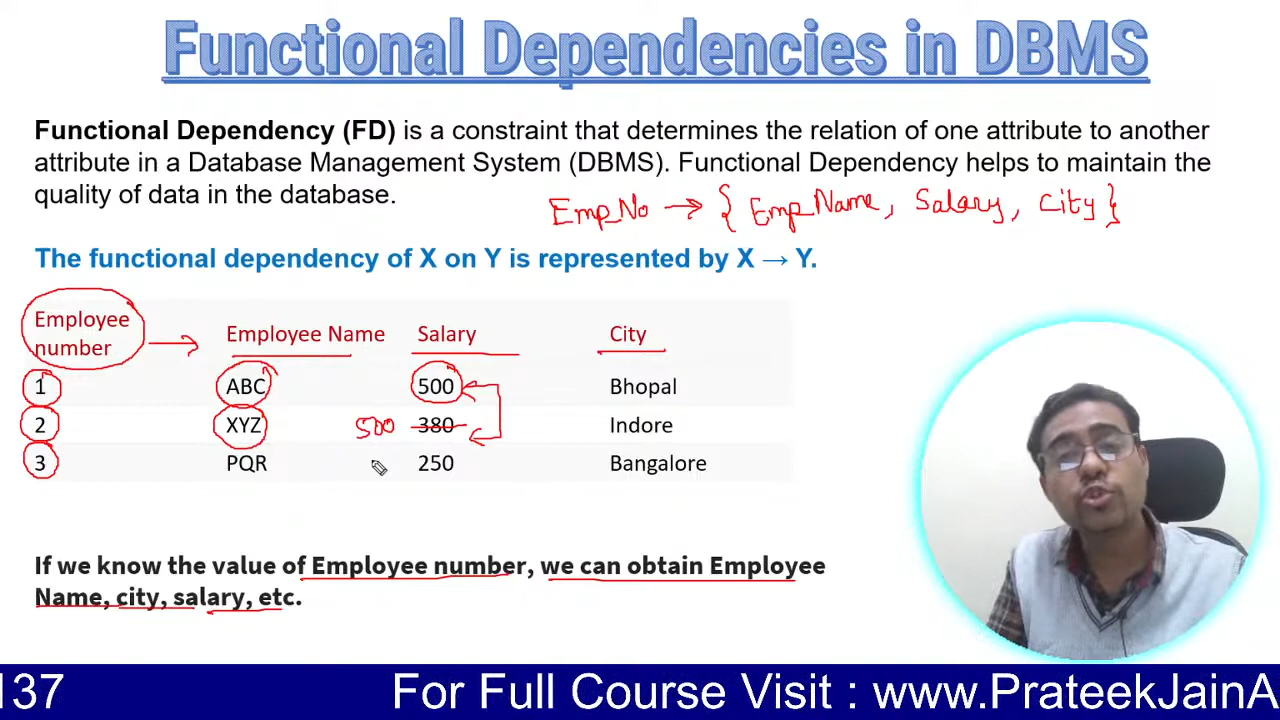 Functional Dependencies in DBMS
Functional Dependency (FD) is a constraint that determines the relation of one attribute to another
attribute in a Database Management System (DBMS). Functional Dependency helps to maintain the
quality of data in the database.
Emp_No → { Emp_Name, Salary, City }
The functional dependency of X on Y is represented by X → Y.
Employee number → Employee Name Salary City
1 ABC 500 Bhopal
2 XYZ 500 380 Indore
3 PQR 250 Bangalore
If we know the value of Employee number, we can obtain Employee
Name, city, salary, etc.
137 For Full Course Visit : www.PrateekJainA